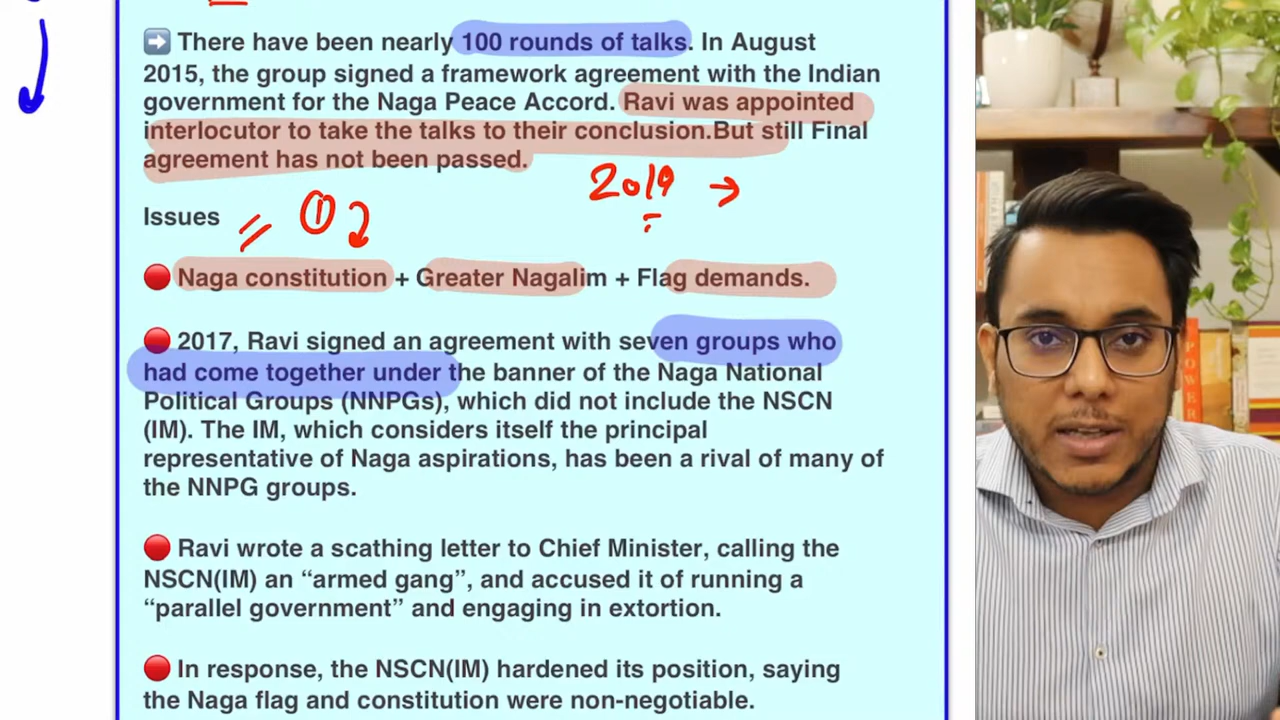 ➡️ There have been nearly 100 rounds of talks. In August
2015, the group signed a framework agreement with the Indian
government for the Naga Peace Accord. Ravi was appointed
interlocutor to take the talks to their conclusion.But still Final
agreement has not been passed.
2019 →
Issues
①
🔴 Naga constitution + Greater Nagalim + Flag demands.
🔴 2017, Ravi signed an agreement with seven groups who
had come together under the banner of the Naga National
Political Groups (NNPGs), which did not include the NSCN
(IM). The IM, which considers itself the principal
representative of Naga aspirations, has been a rival of many of
the NNPG groups.
🔴 Ravi wrote a scathing letter to Chief Minister, calling the
NSCN(IM) an “armed gang”, and accused it of running a
“parallel government” and engaging in extortion.
🔴 In response, the NSCN(IM) hardened its position, saying
the Naga flag and constitution were non-negotiable.
POWER